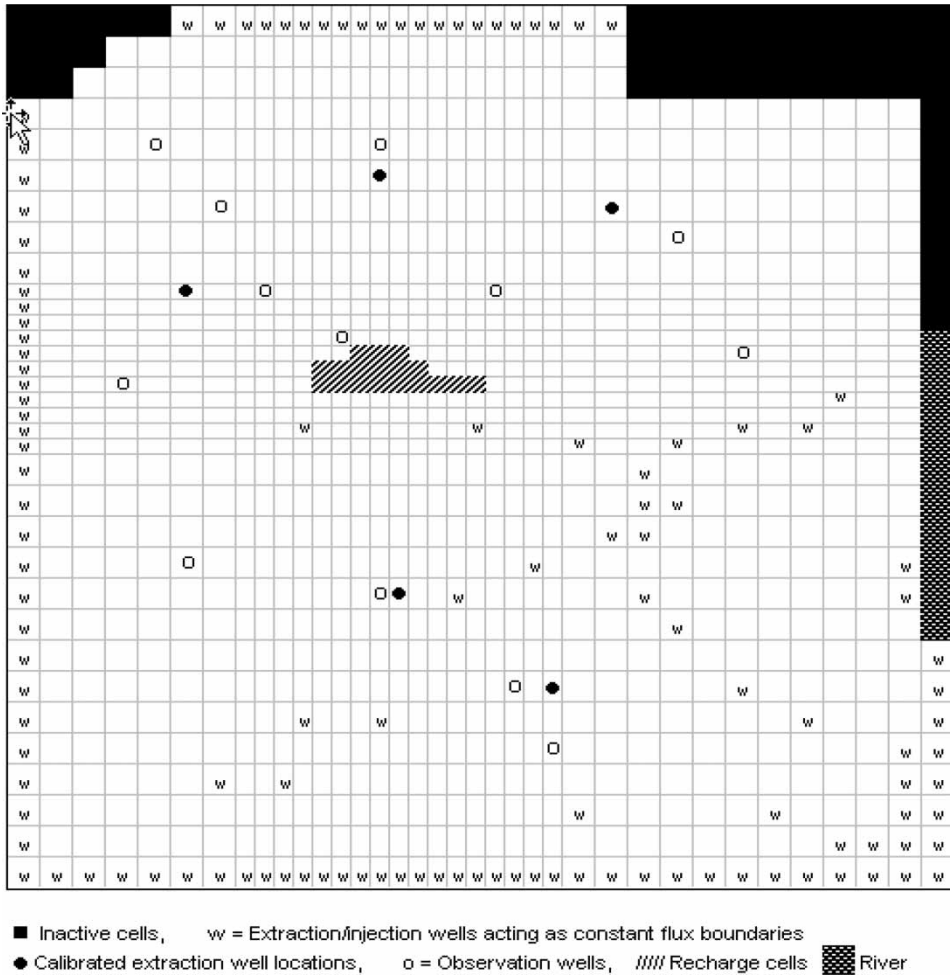 w w w w w w w w w w w w w w w w w w w w w
w O O
w
w O
w O
w
w O O
w
w
w O
w O
w
w O
w w
w
w w w w w
w w w
w w
w w w
w w w
w O w w
w O w w w
w w
w w
w O w w
w w w w w
w O w w
w w w w w
w w w w w
w w w w w
w w w w w w w w w w w w w w w w w w w w w w w w w w w w w w w w w w w w
Inactive cells, w = Extraction/injection wells acting as constant flux boundaries
Calibrated extraction well locations, o = Observation wells, //// Recharge cells River